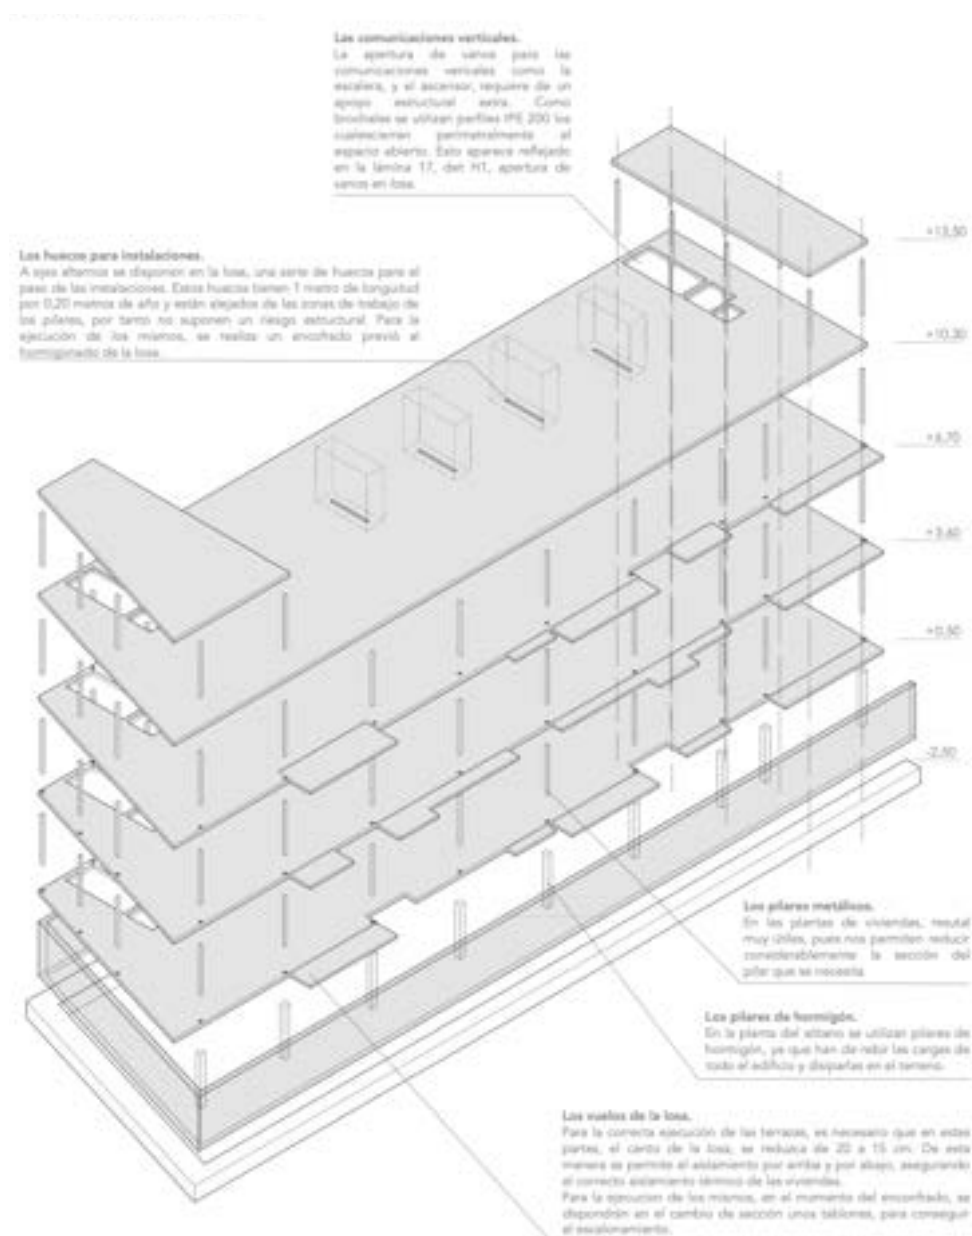 Las comunicaciones verticales.
La apertura de vanos para las
comunicaciones verticales como la
escalera, y el ascensor, requiere de un
apoyo estructural extra. Como
brochales se utilizan perfiles IPE 200 los
cualescierran perimetralmente el
espacio abierto. Esto aparece reflejado
en la lámina 17, det H1, apertura de
vanos en losa.
+13,50
Los huecos para instalaciones.
A ejes alternos se disponen en la losa, una serie de huecos para el
paso de las instalaciones. Estos huecos tienen 1 metro de longuitud
por 0,20 metros de año y están alejados de las zonas de trabajo de
los pilares, por tanto no suponen un riesgo estructural. Para la
ejecución de los mismos, se realiza un encofrado previó al
hormigonado de la losa.
+10,30
+6,70
+3,60
+0,50
-2,50
Los pilares metálicos.
En las plantas de viviendas, resutal
muy útiles, pues nos permiten reducir
considerablemente la sección del
pilar que se necesita.
Los pilares de hormigón.
En la planta del sótano se utilizan pilares de
hormigón, ya que han de rebir las cargas de
todo el edificio y disiparlas en el terreno.
Los vuelos de la losa.
Para la correcta ejecución de las terrazas, es necesario que en estas
partes, el canto de la losa, se reduzca de 20 a 15 cm. De esta
manera se permite el aislamiento por arriba y por abajo, asegurando
el correcto aislamiento térmico de las viviendas.
Para la ejecucion de los mismos, en el momento del encontrado, se
dispondrán en el cambio de sección unos tablones, para conseguir
el escalonamiento.